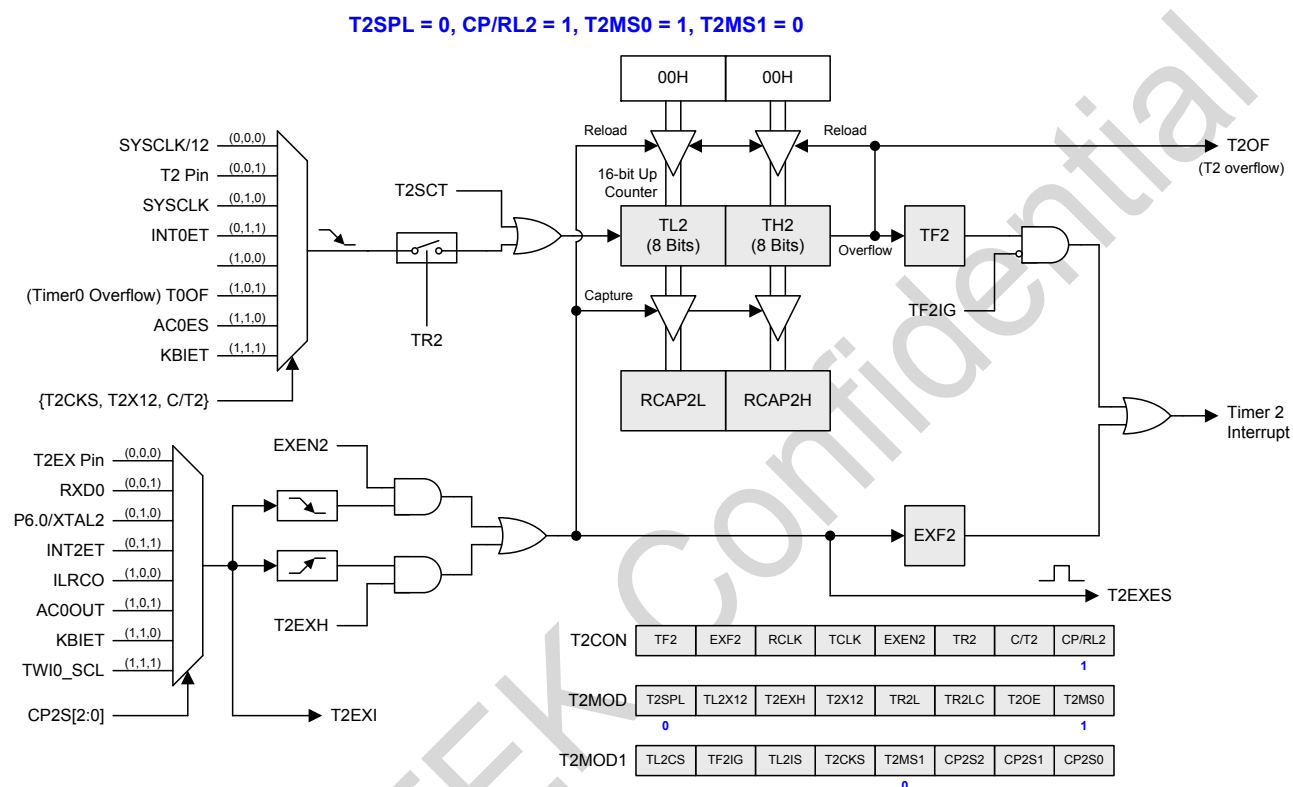 T2SPL = 0, CP/RL2 = 1, T2MS0 = 1, T2MS1 = 0
00H 00H
Reload Reload
T2OF
(T2 overflow)
SYSCLK/12 (0,0,0)
T2 Pin (0,0,1)
SYSCLK (0,1,0)
INT0ET (0,1,1)
(1,0,0)
(Timer0 Overflow) T0OF (1,0,1)
AC0ES (1,1,0)
KBIET (1,1,1)
{T2CKS, T2X12, C/T2}
TR2
T2SCT
16-bit Up
Counter
TL2
(8 Bits)
TH2
(8 Bits)
Overflow
TF2
TF2IG
Capture
RCAP2L RCAP2H
Timer 2
Interrupt
T2EX Pin (0,0,0)
RXD0 (0,0,1)
P6.0/XTAL2 (0,1,0)
INT2ET (0,1,1)
ILRCO (1,0,0)
AC0OUT (1,0,1)
KBIET (1,1,0)
TWI0_SCL (1,1,1)
CP2S[2:0]
EXEN2
T2EXH
T2EXI
EXF2
T2EXES
T2CON TF2 EXF2 RCLK TCLK EXEN2 TR2 C/T2 CP/RL2
1
T2MOD T2SPL TL2X12 T2EXH T2X12 TR2L TR2LC T2OE T2MS0
0 1
T2MOD1 TL2CS TF2IG TL2IS T2CKS T2MS1 CP2S2 CP2S1 CP2S0
0
TEK Confidential